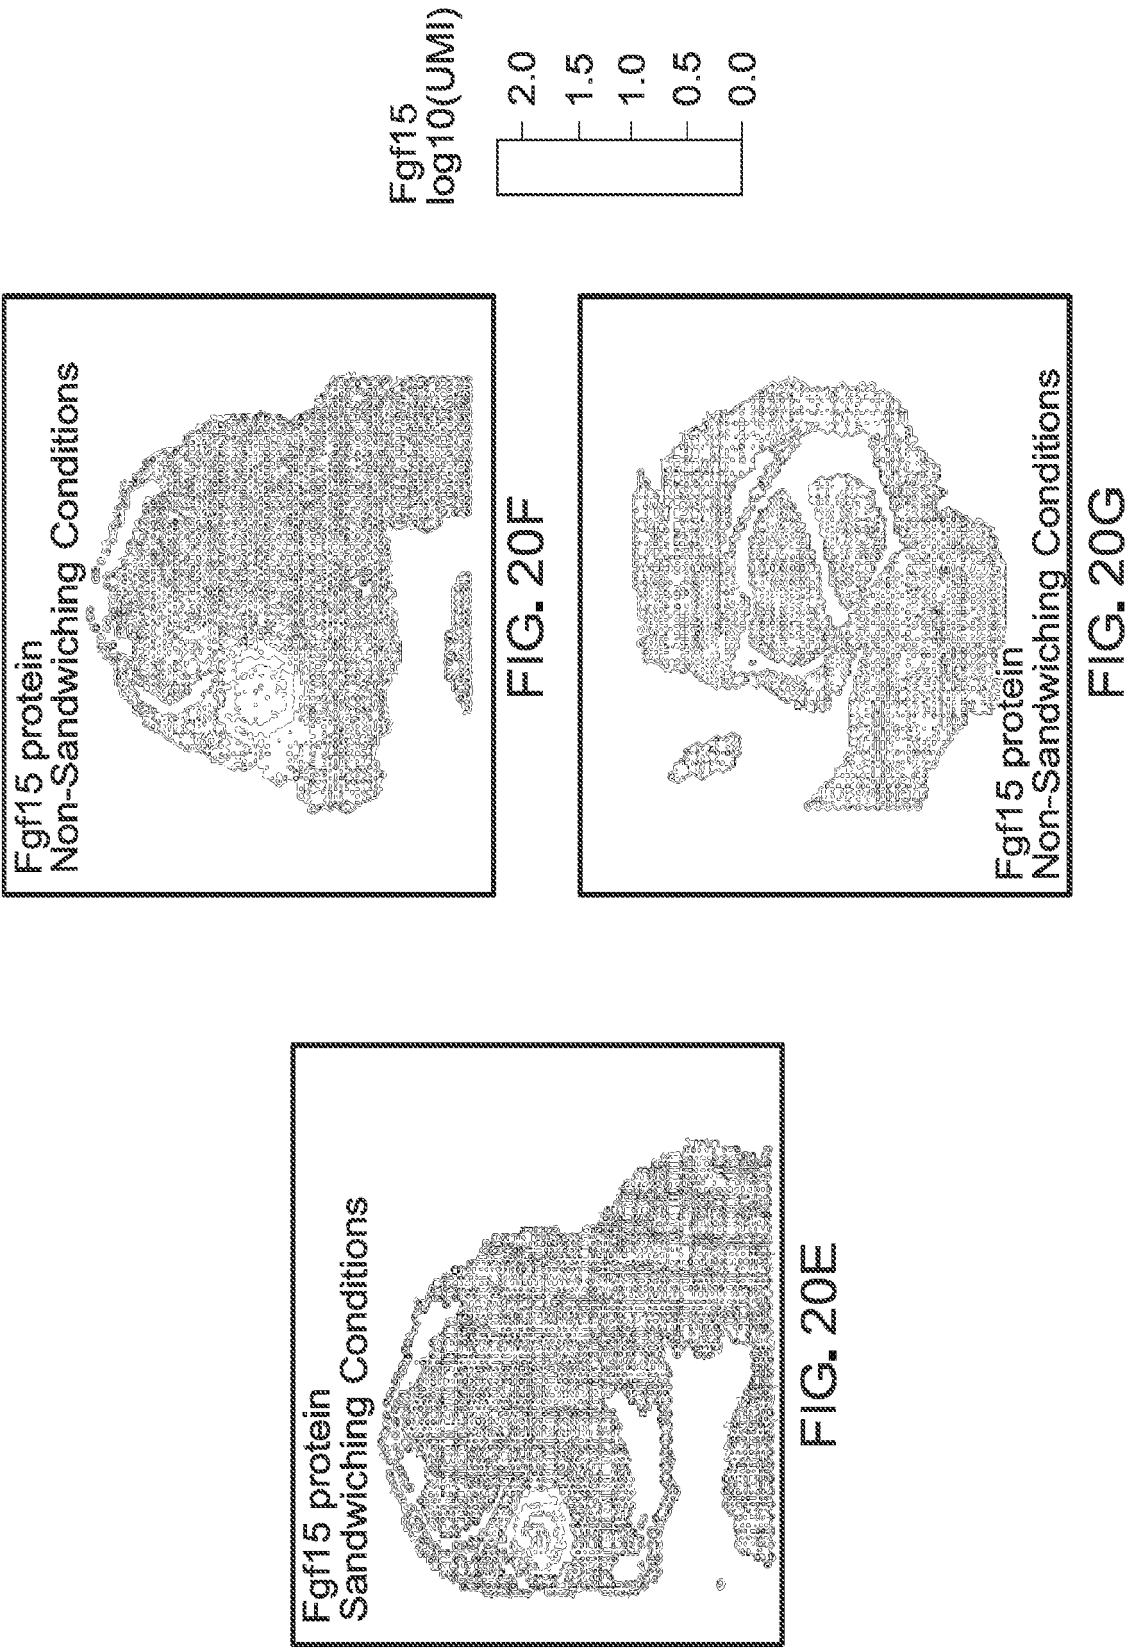 Fgf15 protein
Sandwiching Conditions
FIG. 20E
Fgf15 protein
Non-Sandwiching Conditions
FIG. 20F
Fgf15 protein
Non-Sandwiching Conditions
FIG. 20G
Fgf15
log10(UMI)
2.0
1.5
1.0
0.5
0.0